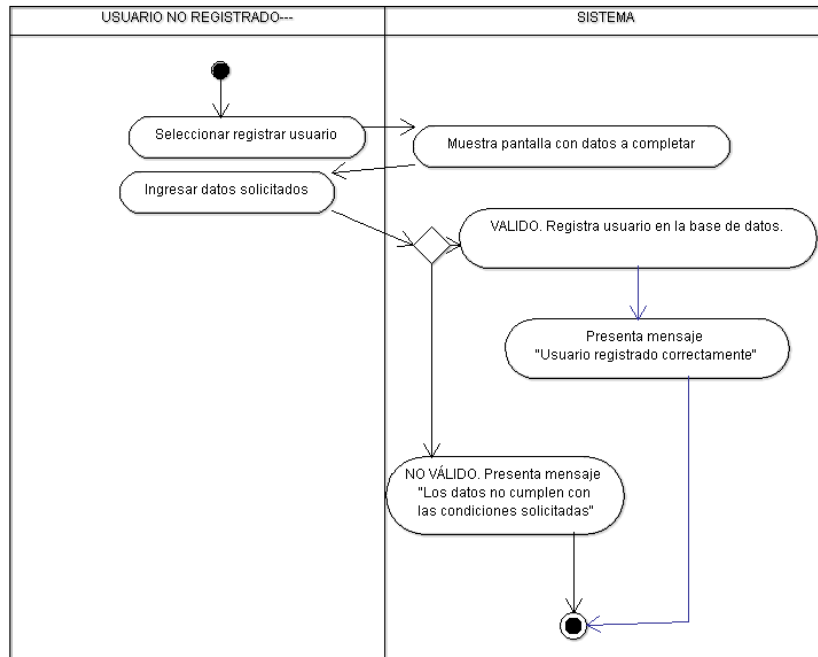 USUARIO NO REGISTRADO---
SISTEMA
Seleccionar registrar usuario
Muestra pantalla con datos a completar
Ingresar datos solicitados
VALIDO. Registra usuario en la base de datos.
Presenta mensaje
"Usuario registrado correctamente"
NO VÁLIDO. Presenta mensaje
"Los datos no cumplen con
las condiciones solicitadas"